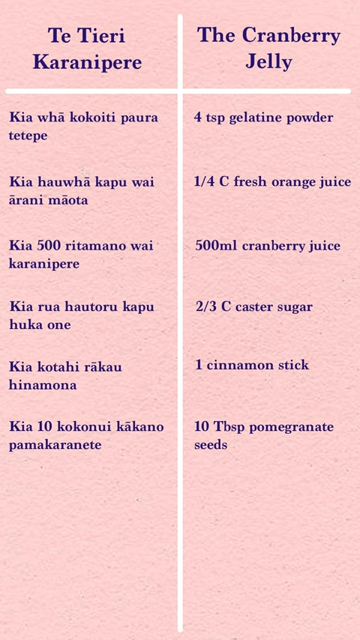 Te Tieri
Karanipere
The Cranberry
Jelly
Kia whā kokoiti paura
tetepe
4 tsp gelatine powder
Kia hauwhā kapu wai
ārani māota
1/4 C fresh orange juice
Kia 500 ritamano wai
karanipere
500ml cranberry juice
Kia rua hautoru kapu
huka one
2/3 C caster sugar
Kia kotahi rākau
hinamona
1 cinnamon stick
Kia 10 kokonui kākano
pamakaranete
10 Tbsp pomegranate
seeds